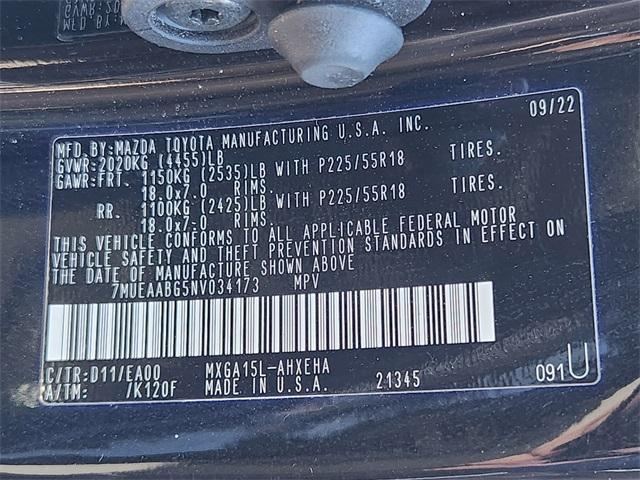 09/22
MFD.BY:MAZDA TOYOTA MANUFACTURING U.S.A. INC.
GVWR:2020KG (4455)LB
GAWR:FRT. 1150KG (2535)LB WITH P225/55R18 TIRES.
18.0x7.0 RIMS.
RR. 1100KG (2425)LB WITH P225/55R18 TIRES.
18.0x7.0 RIMS.
THIS VEHICLE CONFORMS TO ALL APPLICABLE FEDERAL MOTOR
VEHICLE SAFETY AND THEFT PREVENTION STANDARDS IN EFFECT ON
THE DATE OF MANUFACTURE SHOWN ABOVE
7MUEAABG5NV034173 MPV
C/TR:D11/EA00 MXGA15L-AHXEHA
A/TM: /K120F MADE IN U.S.A. 21345 091U